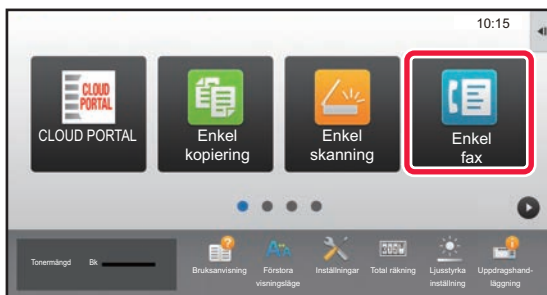 10:15
CLOUD
PORTAL
CLOUD PORTAL
Enkel
kopiering
Enkel
skanning
Enkel
fax
Tonermängd Bk
Bruksanvisning
Förstora
visningsläge
Inställningar
Total räkning
Ljusstyrka
inställning
Uppdragshand-
läggning